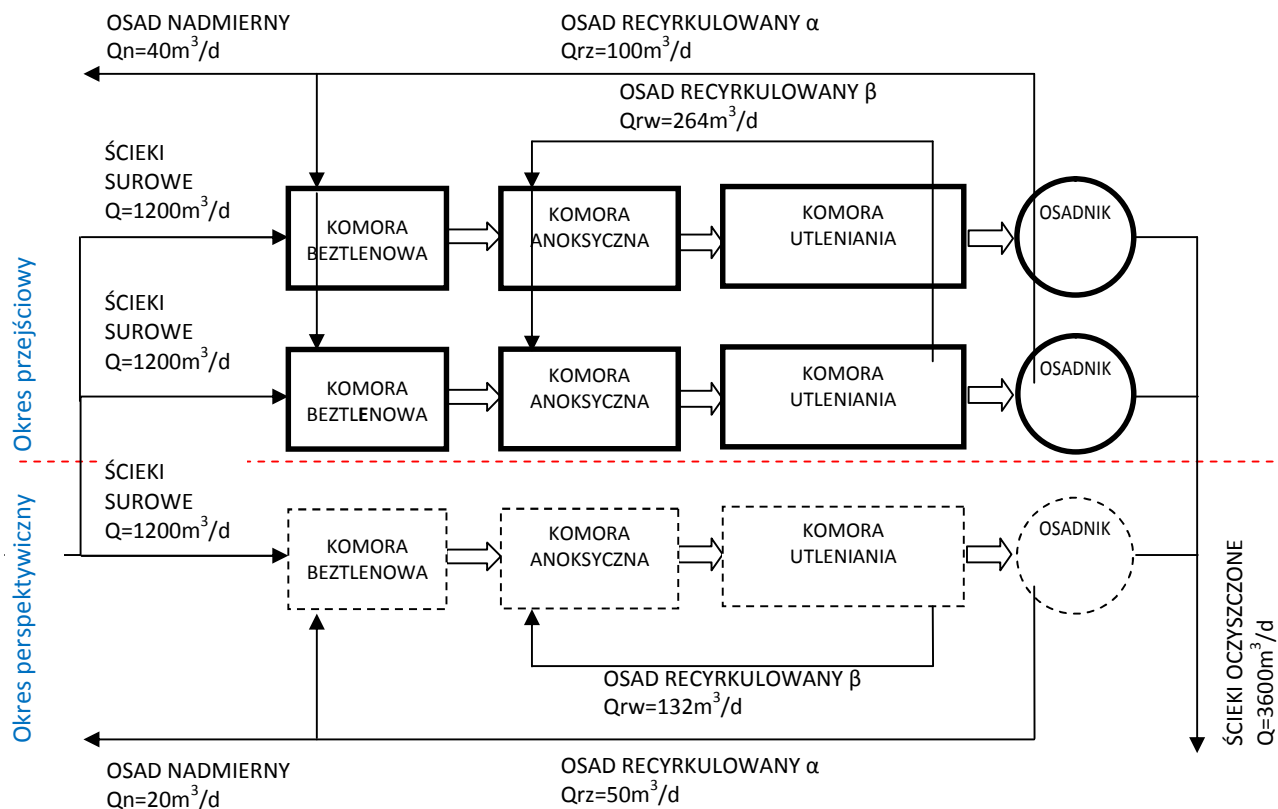 OSAD NADMIERNY
Qn=40m³/d
OSAD RECYRKULOWANY α
Qrz=100m³/d
OSAD RECYRKULOWANY β
Qrw=264m³/d
Okres przejściowy
ŚCIEKI
SUROWE
Q=1200m³/d
KOMORA
BEZTLENOWA
KOMORA
ANOKSYCZNA
KOMORA
UTLENIANIA
OSADNIK
ŚCIEKI
SUROWE
Q=1200m³/d
KOMORA
BEZTLENOWA
KOMORA
ANOKSYCZNA
KOMORA
UTLENIANIA
OSADNIK
Okres perspektywiczny
ŚCIEKI
SUROWE
Q=1200m³/d
KOMORA
BEZTLENOWA
KOMORA
ANOKSYCZNA
KOMORA
UTLENIANIA
OSADNIK
ŚCIEKI OCZYSZCZONE
Q=3600m³/d
OSAD RECYRKULOWANY β
Qrw=132m³/d
OSAD NADMIERNY
Qn=20m³/d
OSAD RECYRKULOWANY α
Qrz=50m³/d